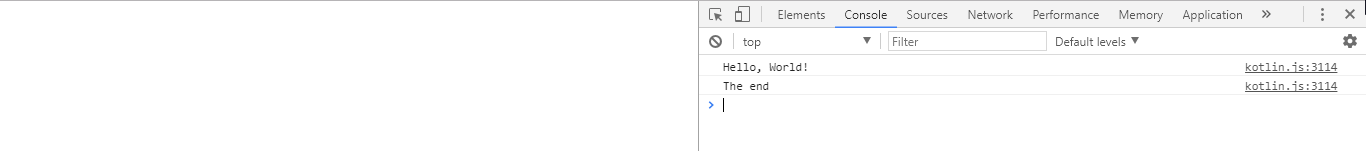 Elements Console Sources Network Performance Memory Application »
top ▼ Filter Default levels ▼
Hello, World! kotlin.js:3114
The end kotlin.js:3114
>